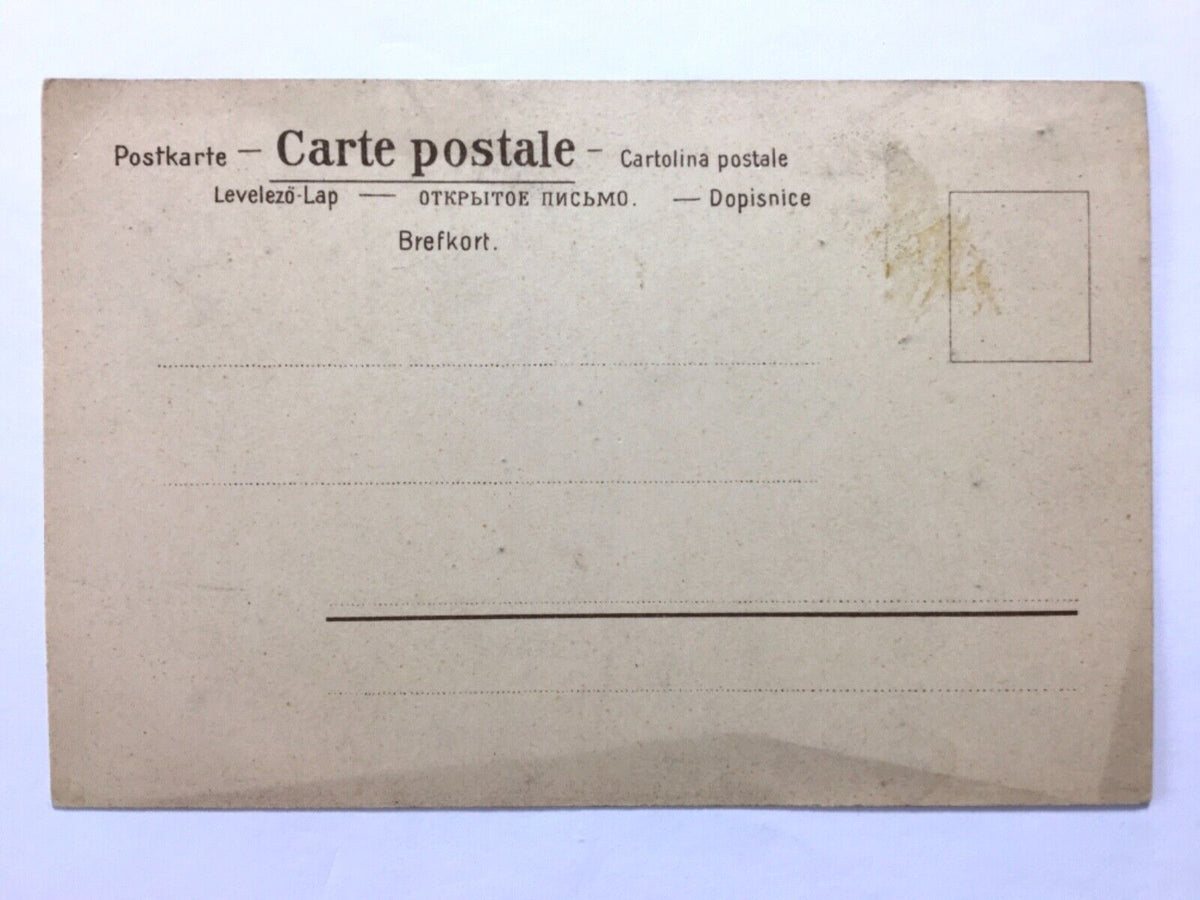 Postkarte – Carte postale – Cartolina postale
Levelező-Lap — ОТКРЫТОЕ ПИСЬМО. — Dopisnice
Brefkort.